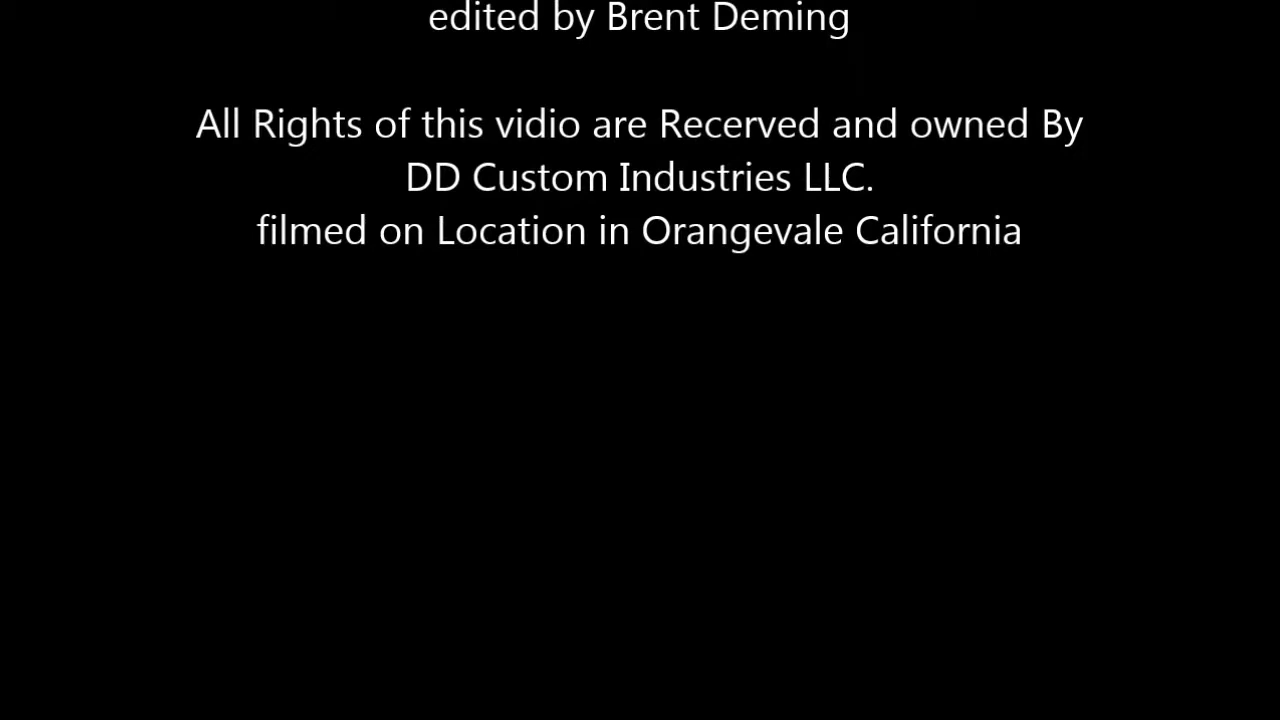 edited by Brent Deming
All Rights of this vidio are Recerved and owned By
DD Custom Industries LLC.
filmed on Location in Orangevale California